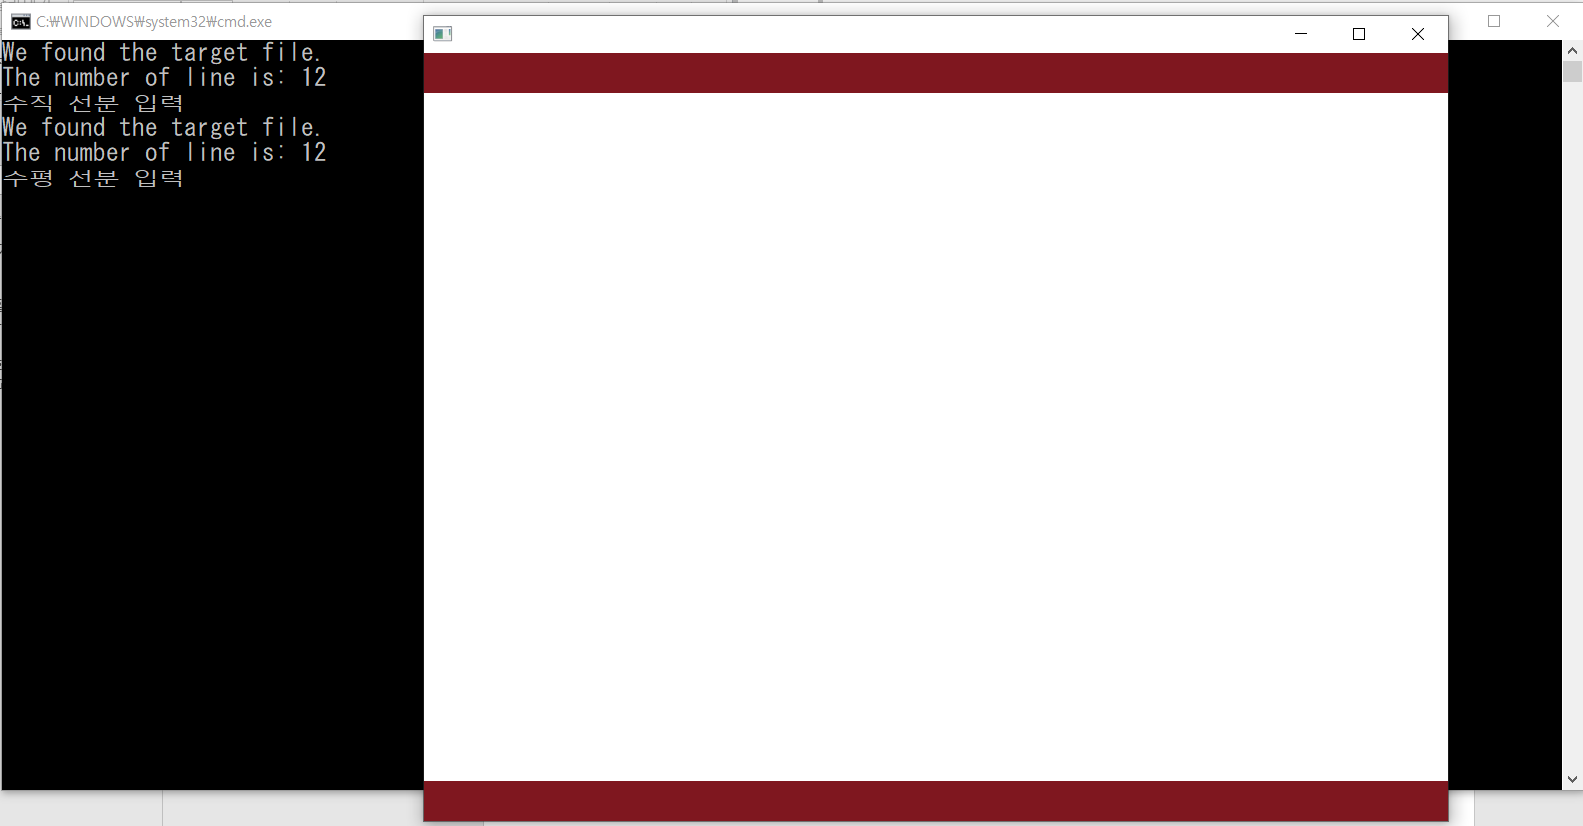 C:₩WINDOWS₩system32₩cmd.exe
We found the target file.
The number of line is: 12
수직 선분 입력
We found the target file.
The number of line is: 12
수평 선분 입력